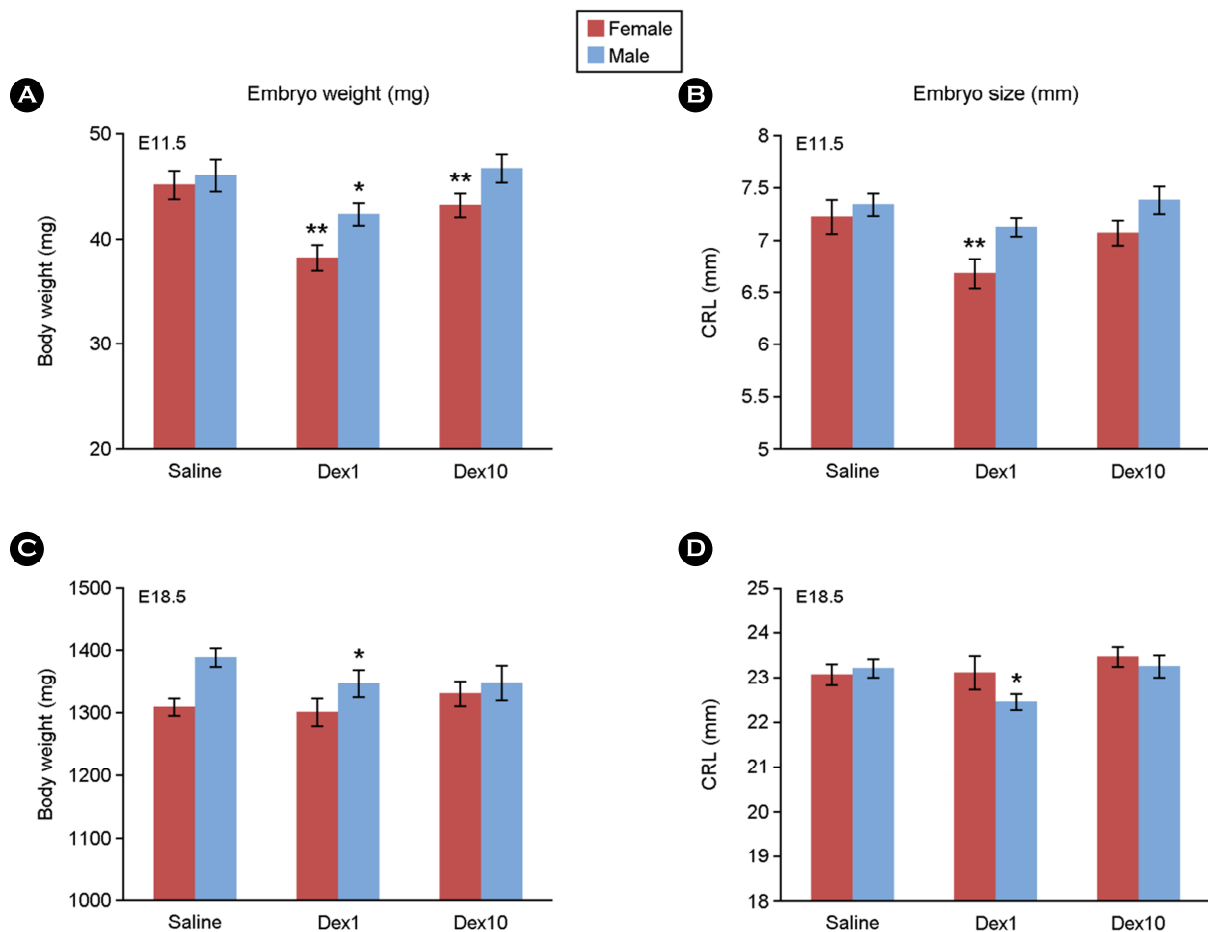 Female
Male
A
Embryo weight (mg)
E11.5
Body weight (mg)
50
40
30
20
**
*
**
Saline
Dex1
Dex10
B
Embryo size (mm)
E11.5
CRL (mm)
8
7.5
7
6.5
6
5.5
5
**
Saline
Dex1
Dex10
C
E18.5
Body weight (mg)
1500
1400
1300
1200
1100
1000
*
Saline
Dex1
Dex10
D
E18.5
CRL (mm)
25
24
23
22
21
20
19
18
*
Saline
Dex1
Dex10